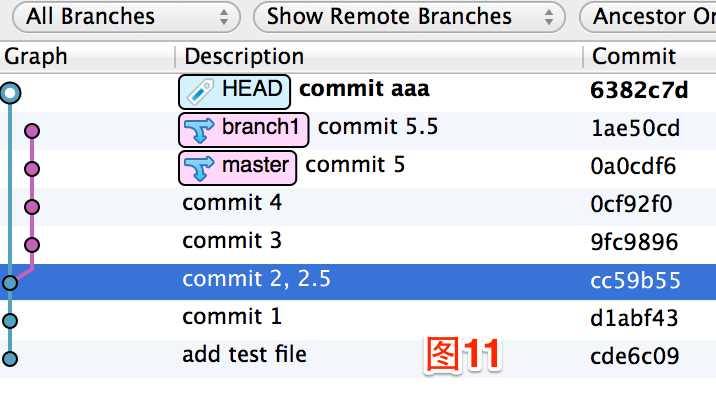 All Branches Show Remote Branches Ancestor Or
Graph Description Commit
HEAD commit aaa 6382c7d
branch1 commit 5.5 1ae50cd
master commit 5 0a0cdf6
commit 4 0cf92f0
commit 3 9fc9896
commit 2, 2.5 cc59b55
commit 1 d1abf43
add test file 图11 cde6c09